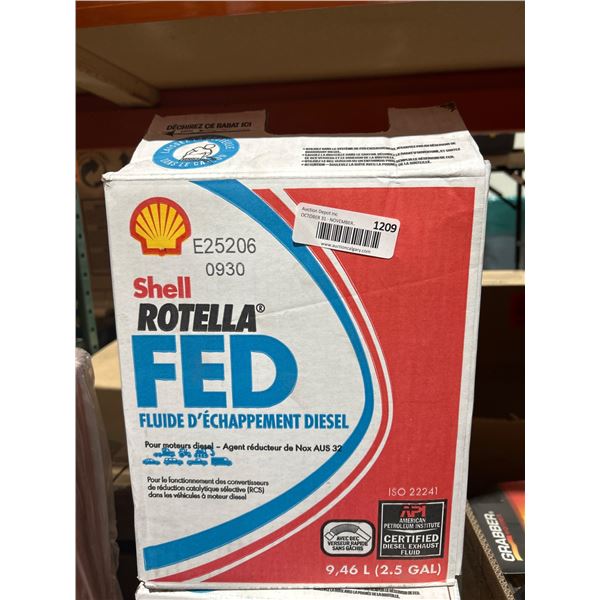 DÉCHIREZ CE RABAT ICI
Auction Depot Inc
OCTOBER 31 - NOVEMBER
1209
www.auctioncalgary.com
E25206
0930
Shell
ROTELLA®
FED
FLUIDE D'ÉCHAPPEMENT DIESEL
Pour moteurs diesel – Agent réducteur de Nox AUS 32
Pour le fonctionnement des convertisseurs
de réduction catalytique sélective (RCS)
dans les véhicules à moteur diesel
ISO 22241
AVEC BEC
VERSEUR RAPIDE
SANS GÂCHIS
API
AMERICAN
PETROLEUM INSTITUTE
CERTIFIED
DIESEL EXHAUST
FLUID
9,46 L (2.5 GAL)
GRABBER